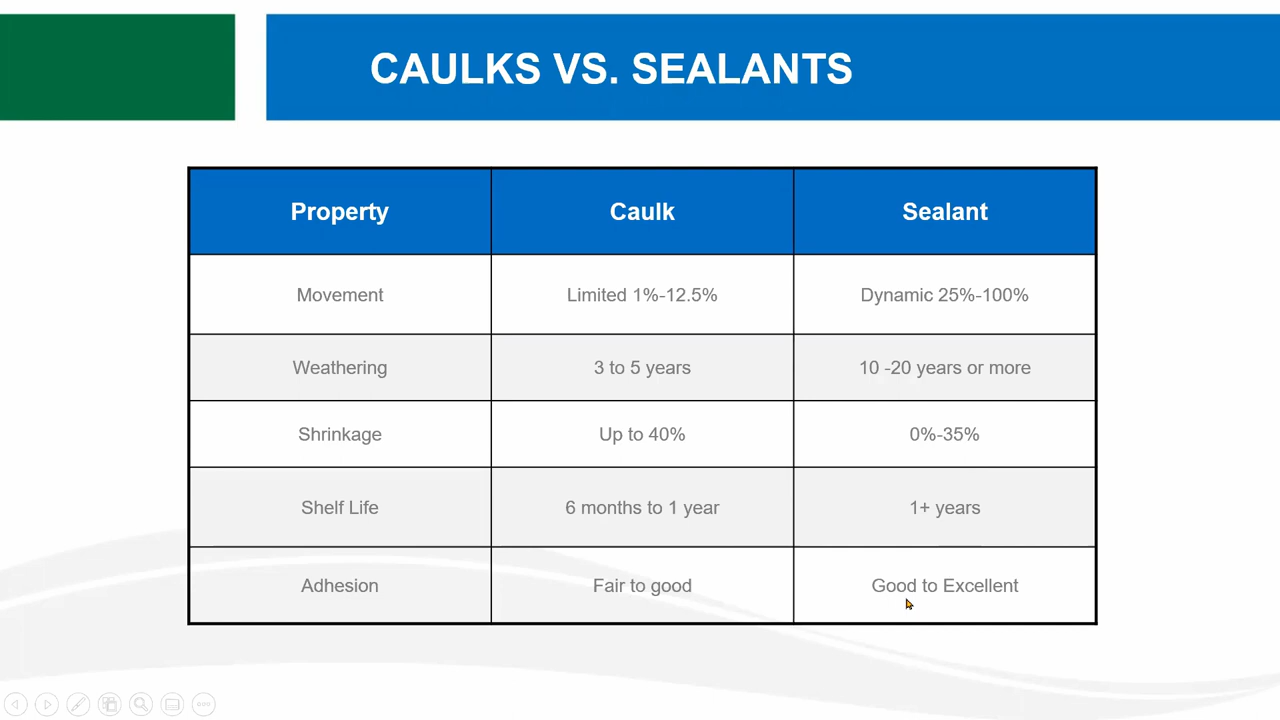 CAULKS VS. SEALANTS
Property Caulk Sealant
Movement Limited 1%-12.5% Dynamic 25%-100%
Weathering 3 to 5 years 10 -20 years or more
Shrinkage Up to 40% 0%-35%
Shelf Life 6 months to 1 year 1+ years
Adhesion Fair to good Good to Excellent